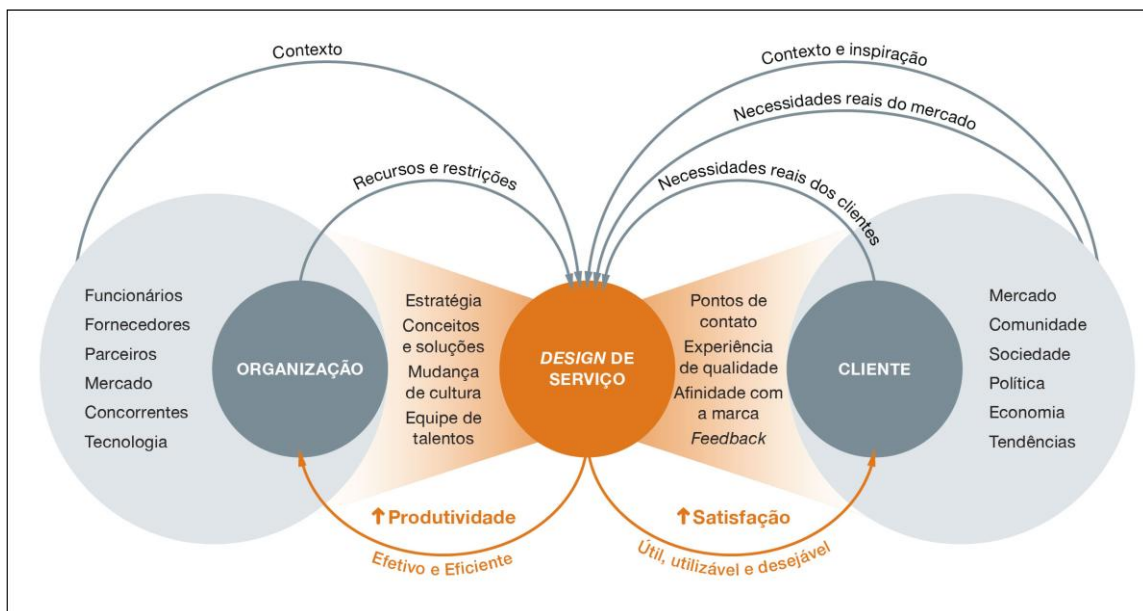 Contexto
Contexto e inspiração
Necessidades reais do mercado
Recursos e restrições
Necessidades reais dos clientes
Funcionários
Fornecedores
Parceiros
Mercado
Concorrentes
Tecnologia
ORGANIZAÇÃO
Estratégia
Conceitos
e soluções
Mudança
de cultura
Equipe de
talentos
DESIGN DE
SERVIÇO
Pontos de
contato
Experiência
de qualidade
Afinidade com
a marca
Feedback
CLIENTE
Mercado
Comunidade
Sociedade
Política
Economia
Tendências
↑ Produtividade
Efetivo e Eficiente
↑ Satisfação
Útil, utilizável e desejável